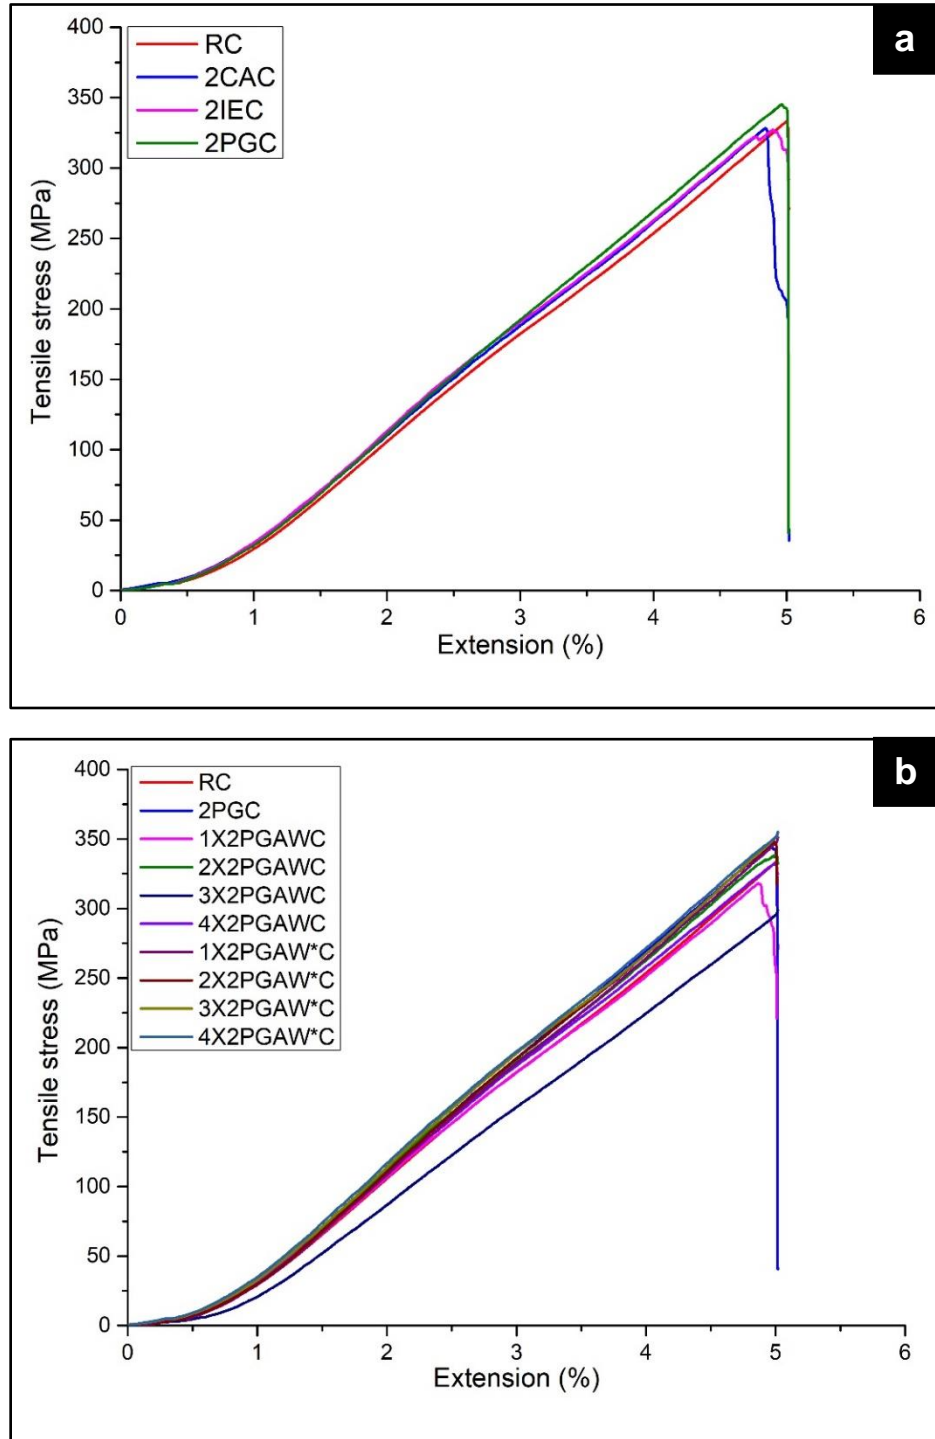 a
400
350
300
250
200
150
100
50
0
Tensile stress (MPa)
RC
2CAC
2IEC
2PGC
0 1 2 3 4 5 6
Extension (%)
b
400
350
300
250
200
150
100
50
0
Tensile stress (MPa)
RC
2PGC
1X2PGAWC
2X2PGAWC
3X2PGAWC
4X2PGAWC
1X2PGAW*C
2X2PGAW*C
3X2PGAW*C
4X2PGAW*C
0 1 2 3 4 5 6
Extension (%)